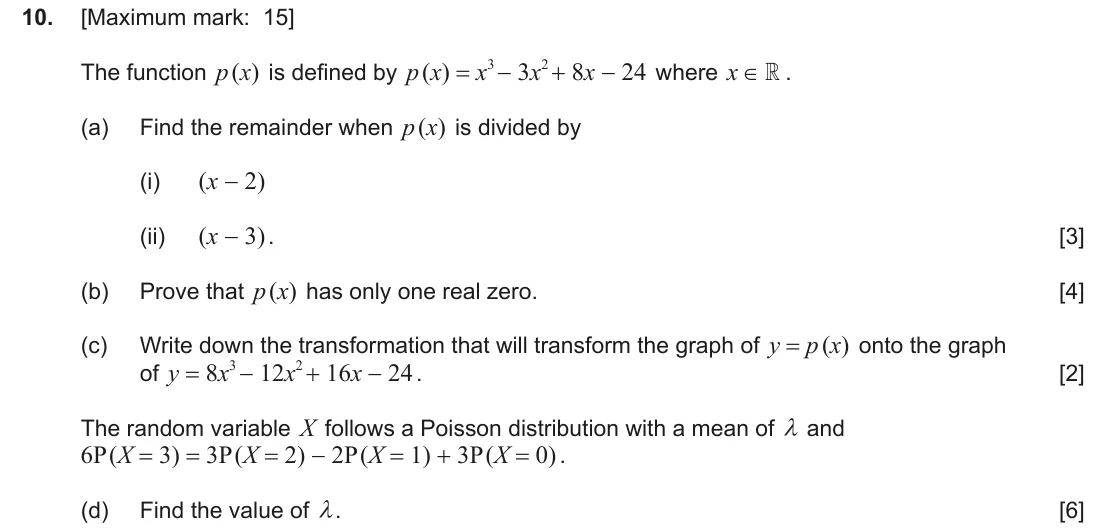 10. [Maximum mark: 15]
The function p(x) is defined by p(x) = x³ − 3x² + 8x − 24 where x ∈ ℝ .
(a) Find the remainder when p(x) is divided by
(i) (x − 2)
(ii) (x − 3). [3]
(b) Prove that p(x) has only one real zero. [4]
(c) Write down the transformation that will transform the graph of y = p(x) onto the graph
of y = 8x³ − 12x² + 16x − 24. [2]
The random variable X follows a Poisson distribution with a mean of λ and
6P(X = 3) = 3P(X = 2) − 2P(X = 1) + 3P(X = 0).
(d) Find the value of λ. [6]